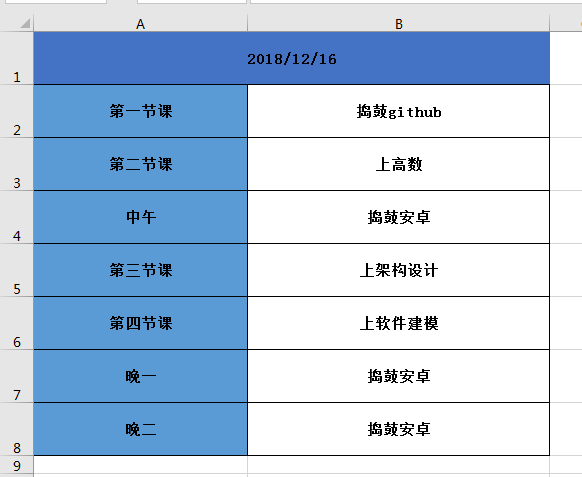 A B
1 2018/12/16
2 第一节课 捣鼓github
3 第二节课 上高数
4 中午 捣鼓安卓
5 第三节课 上架构设计
6 第四节课 上软件建模
7 晚一 捣鼓安卓
8 晚二 捣鼓安卓
9